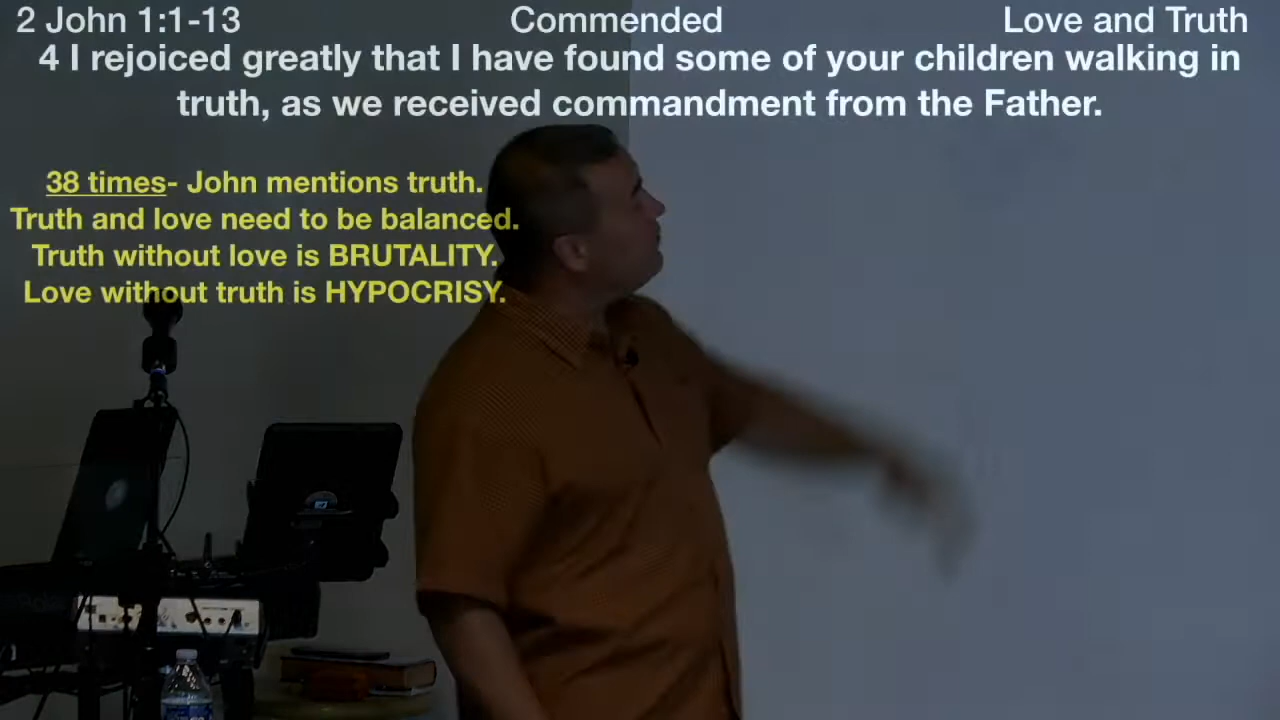 2 John 1:1-13 Commended Love and Truth
4 I rejoiced greatly that I have found some of your children walking in
truth, as we received commandment from the Father.
38 times- John mentions truth.
Truth and love need to be balanced.
Truth without love is BRUTALITY.
Love without truth is HYPOCRISY.